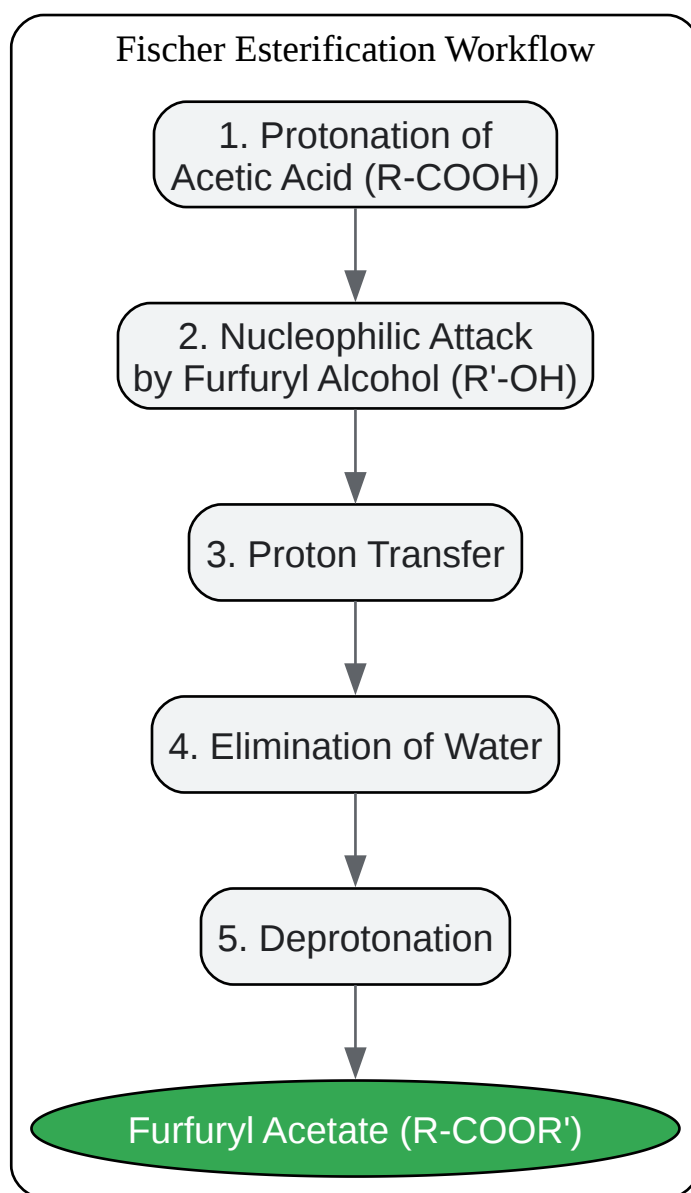 Fischer Esterification Workflow
1. Protonation of
Acetic Acid (R-COOH)
2. Nucleophilic Attack
by Furfuryl Alcohol (R'-OH)
3. Proton Transfer
4. Elimination of Water
5. Deprotonation
Furfuryl Acetate (R-COOR')